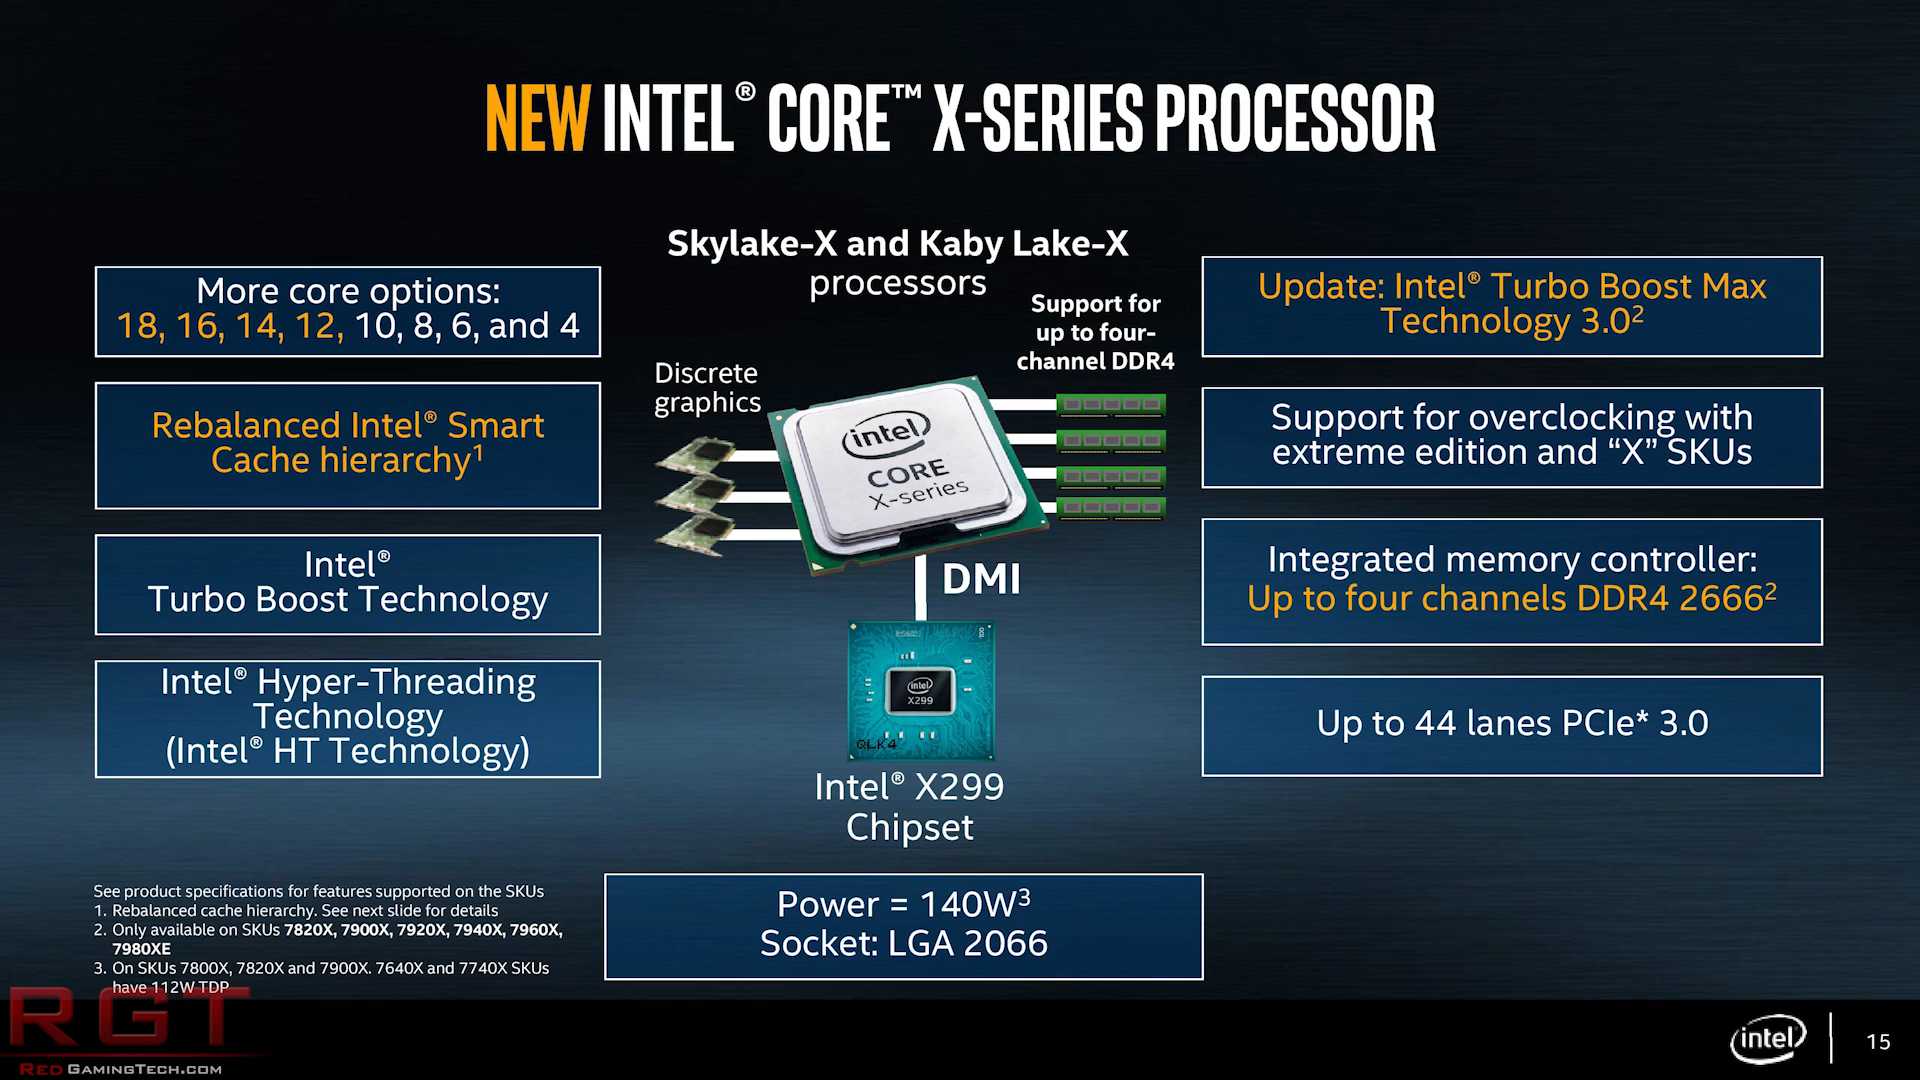 NEW INTEL® CORE™ X-SERIES PROCESSOR
Skylake-X and Kaby Lake-X
processors
More core options:
18, 16, 14, 12, 10, 8, 6, and 4
Rebalanced Intel® Smart
Cache hierarchy¹
Intel®
Turbo Boost Technology
Intel® Hyper-Threading
Technology
(Intel® HT Technology)
Discrete
graphics
Support for
up to four-
channel DDR4
intel
CORE
X-series
DMI
intel
X299
QLK4
Intel® X299
Chipset
Update: Intel® Turbo Boost Max
Technology 3.0²
Support for overclocking with
extreme edition and “X” SKUs
Integrated memory controller:
Up to four channels DDR4 2666²
Up to 44 lanes PCIe* 3.0
Power = 140W³
Socket: LGA 2066
See product specifications for features supported on the SKUs
1. Rebalanced cache hierarchy. See next slide for details
2. Only available on SKUs 7820X, 7900X, 7920X, 7940X, 7960X,
7980XE
3. On SKUs 7800X, 7820X and 7900X. 7640X and 7740X SKUs
have 112W TDP
RGT
REDGAMINGTECH.COM
intel
15